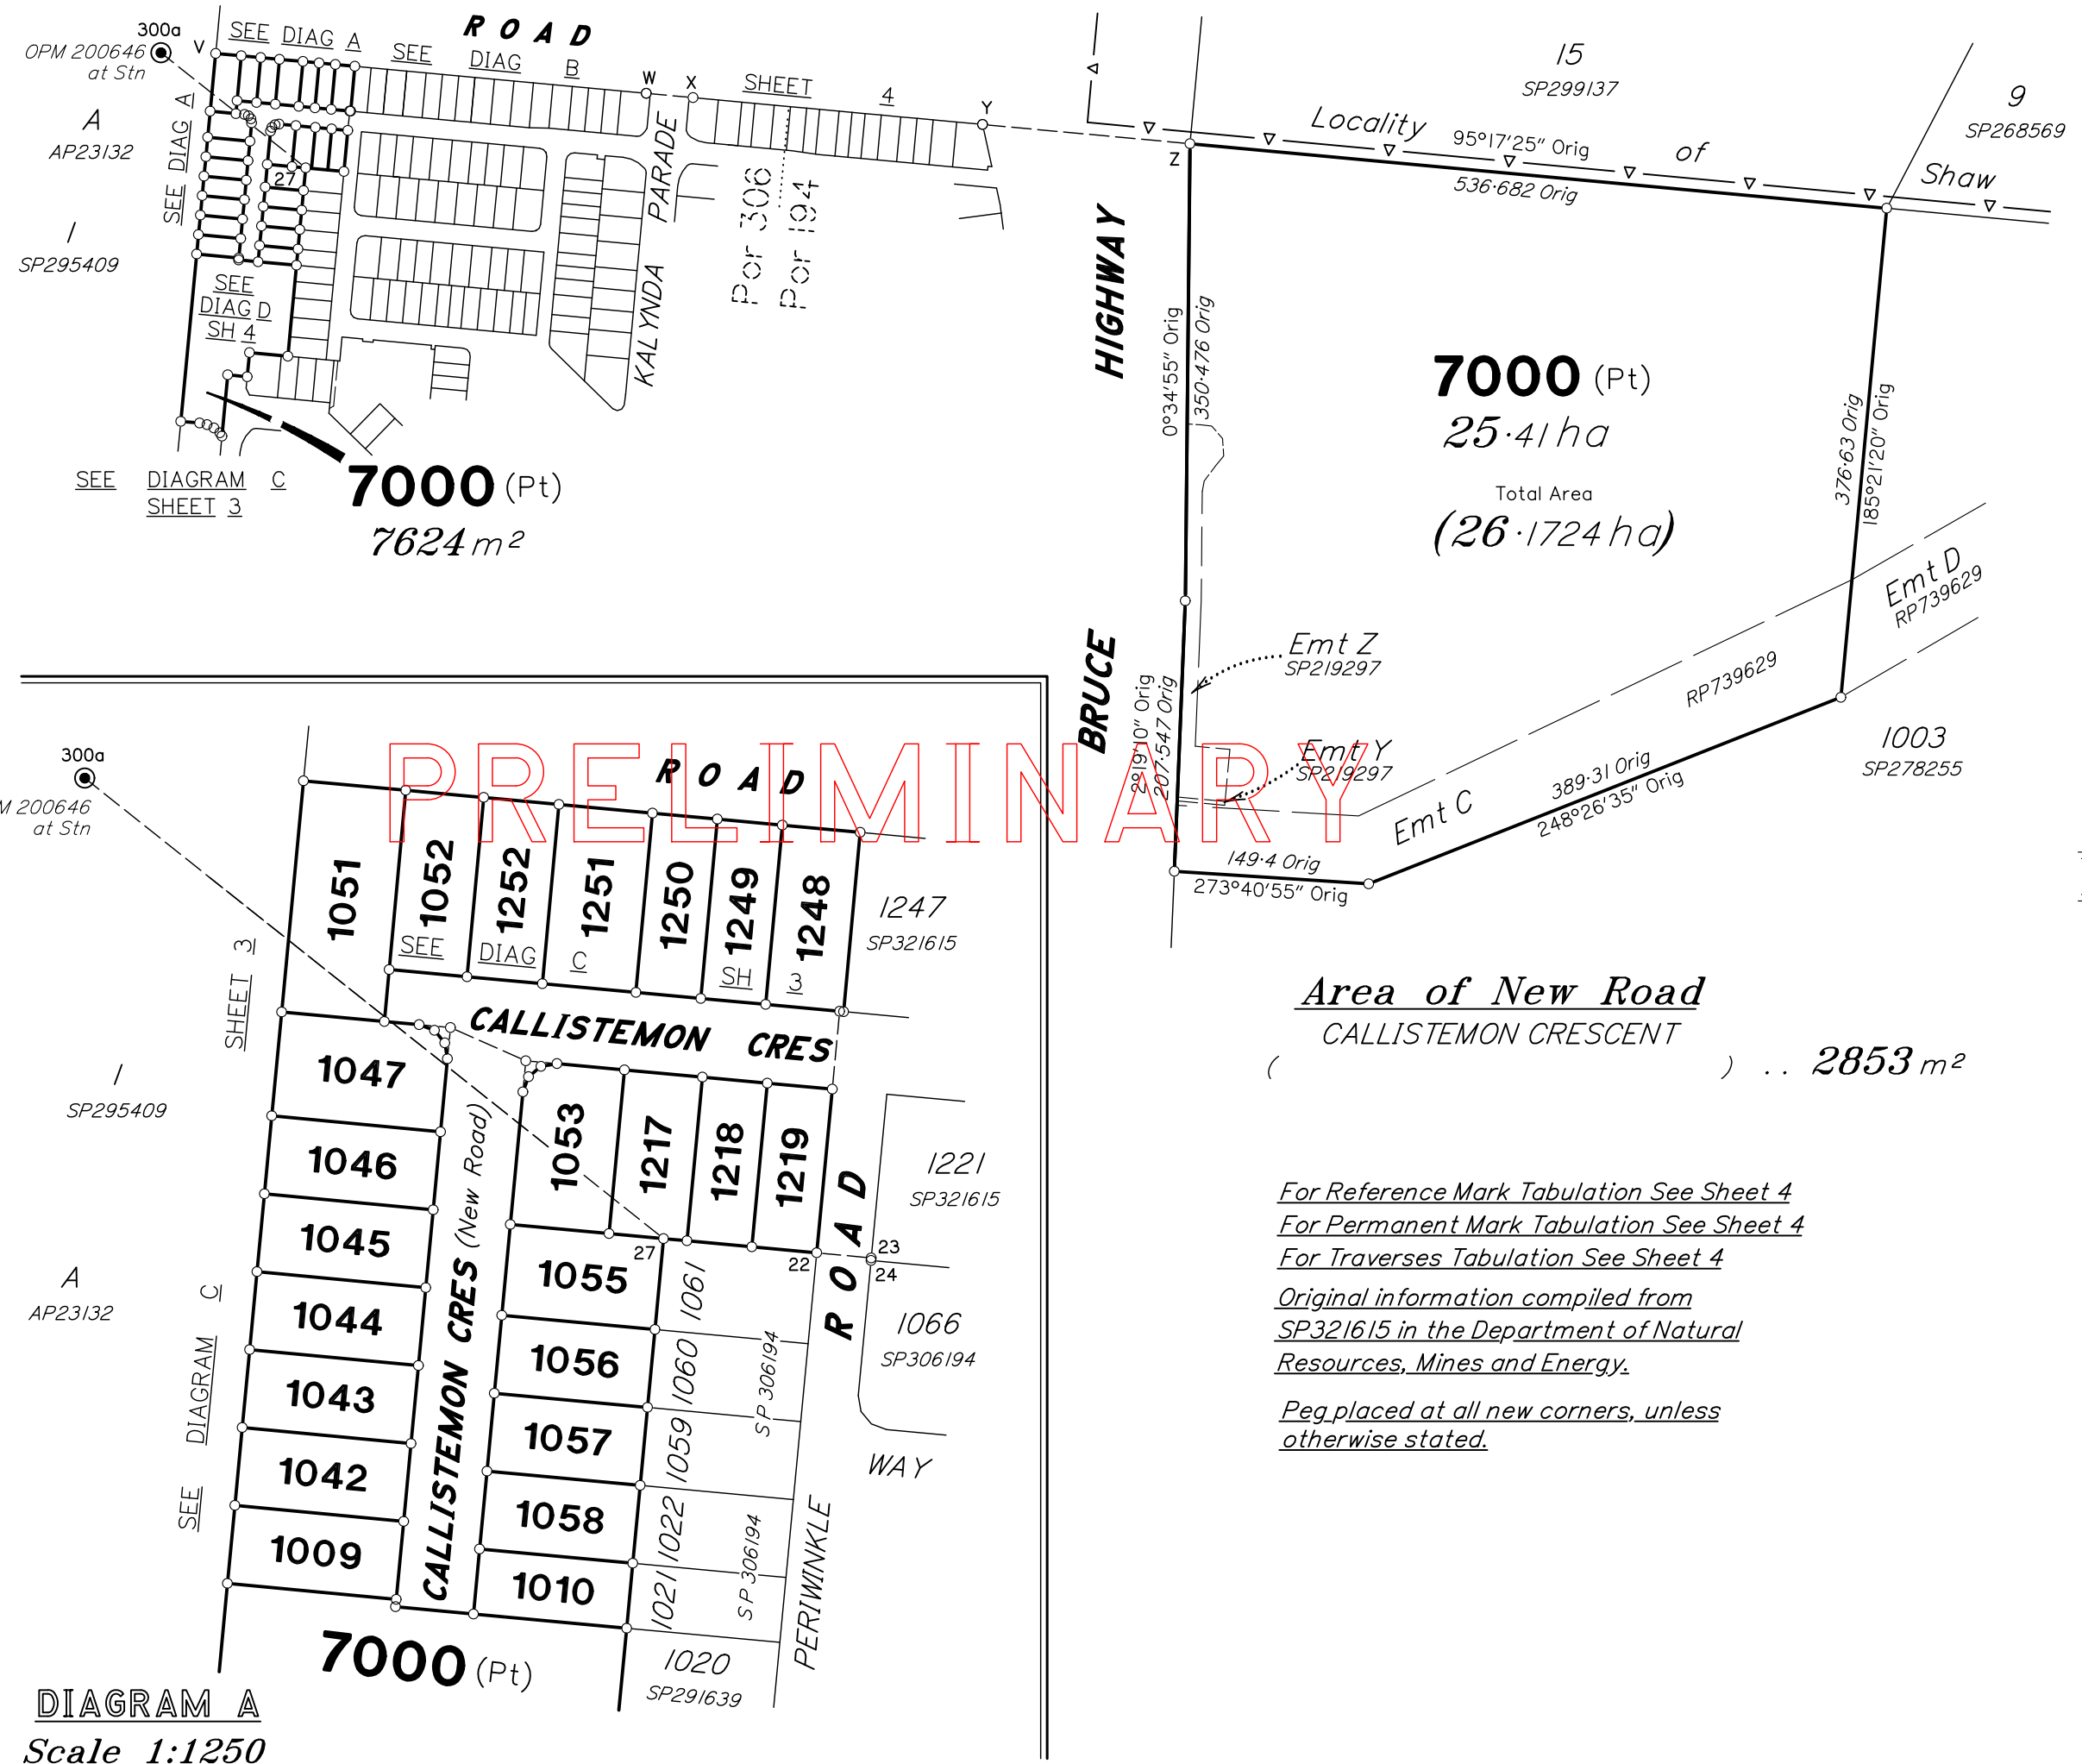 300a
OPM 200646
at Stn
V
SEE DIAG A
ROAD
SEE DIAG B
W
X
SHEET 4
Y
A
AP23132
SEE DIAG A
27
1
SP295409
SEE
DIAG D
SH 4
KALYNDA PARADE
Por 306
Por 194
SEE DIAGRAM C
SHEET 3
7000 (Pt)
7624 m²
15
SP299137
9
SP268569
Locality of Shaw
95°17'25" Orig
536·682 Orig
Z
BRUCE HIGHWAY
0°34'55" Orig
350·476 Orig
7000 (Pt)
25·41 ha
Total Area
(26·1724 ha)
376·63 Orig
185°21'20" Orig
Emt D
RP739629
Emt Z
SP219297
RP739629
2°19'10" Orig
207·547 Orig
Emt Y
SP219297
1003
SP278255
389·31 Orig
248°26'35" Orig
Emt C
149·4 Orig
273°40'55" Orig
PRELIMINARY
300a
M 200646
at Stn
ROAD
1051
1052
1252
1251
1250
1249
1248
SEE DIAG C SH 3
1247
SP321615
SEE DIAGRAM C SHEET 3
CALLISTEMON CRES
1
SP295409
1047
1046
1045
1044
1043
1042
1009
CALLISTEMON CRES (New Road)
1053
1217
1218
1219
1221
SP321615
27
22
23
24
ROAD
A
AP23132
1055
1056
1057
1058
1010
1061
1060
1059
1022
1021
SP306194
SP306194
1066
SP306194
PERIWINKLE WAY
7000 (Pt)
1020
SP291639
DIAGRAM A
Scale 1:1250
Area of New Road
CALLISTEMON CRESCENT
( ) . . 2853 m²
For Reference Mark Tabulation See Sheet 4
For Permanent Mark Tabulation See Sheet 4
For Traverses Tabulation See Sheet 4
Original information compiled from
SP321615 in the Department of Natural
Resources, Mines and Energy.
Peg placed at all new corners, unless
otherwise stated.